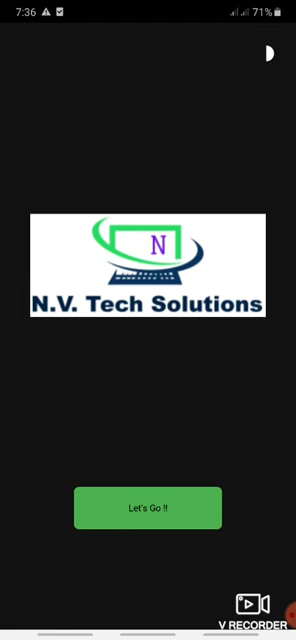 7:36
71%
N
N.V. Tech Solutions
Let's Go !!
V RECORDER